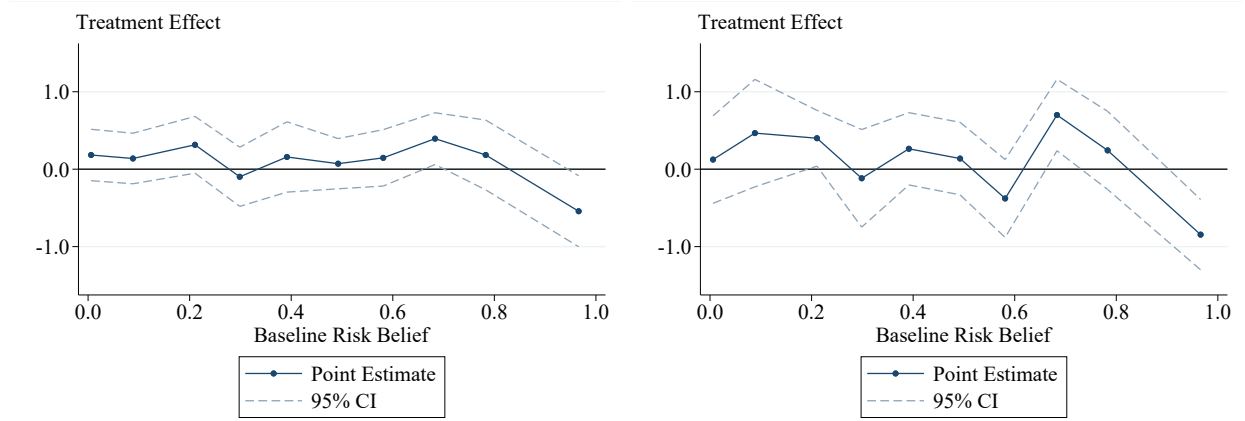 Treatment Effect
1.0
0.0
-1.0
0.0 0.2 0.4 0.6 0.8 1.0
Baseline Risk Belief
Point Estimate
95% CI
Treatment Effect
1.0
0.0
-1.0
0.0 0.2 0.4 0.6 0.8 1.0
Baseline Risk Belief
Point Estimate
95% CI